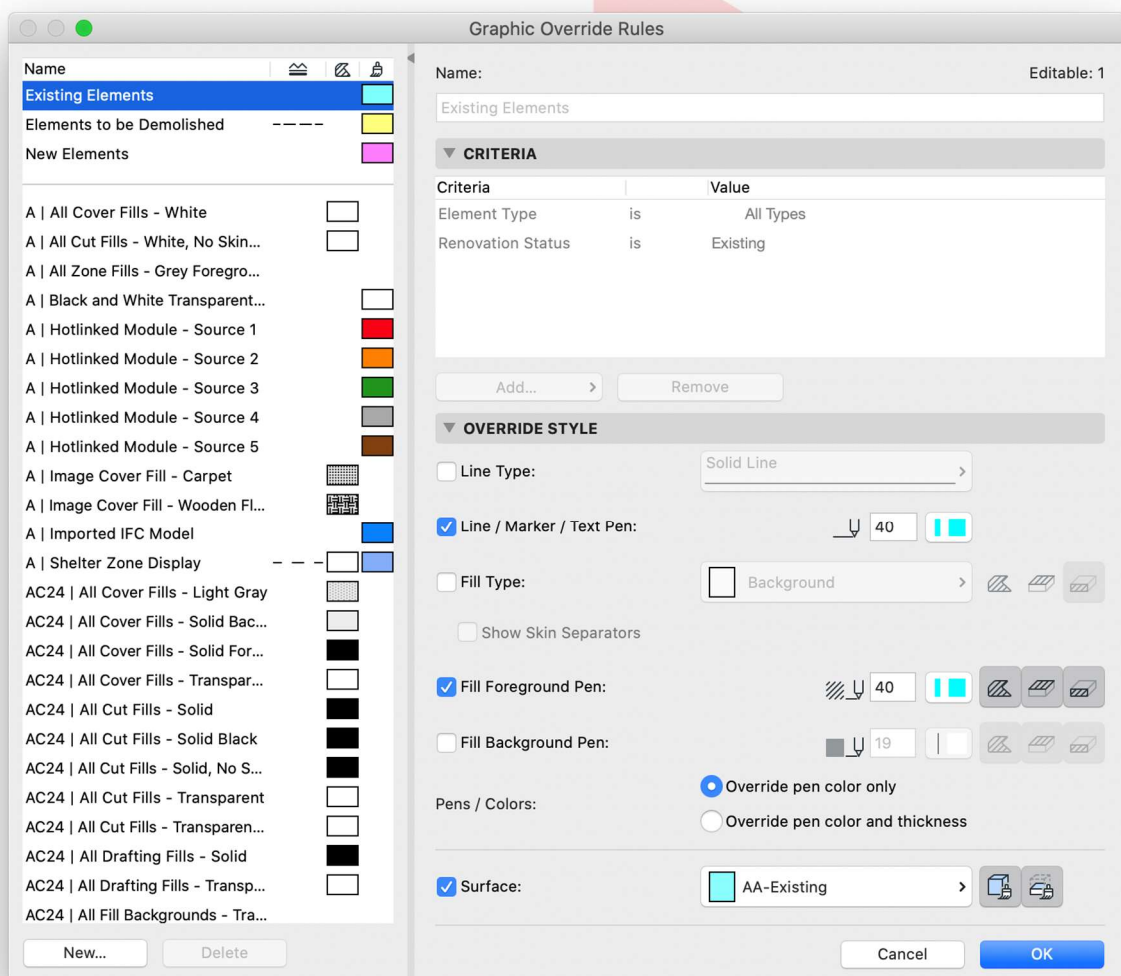 Graphic Override Rules
Name
Existing Elements
Elements to be Demolished
New Elements
A | All Cover Fills - White
A | All Cut Fills - White, No Skin...
A | All Zone Fills - Grey Foregro...
A | Black and White Transparent...
A | Hotlinked Module - Source 1
A | Hotlinked Module - Source 2
A | Hotlinked Module - Source 3
A | Hotlinked Module - Source 4
A | Hotlinked Module - Source 5
A | Image Cover Fill - Carpet
A | Image Cover Fill - Wooden Fl...
A | Imported IFC Model
A | Shelter Zone Display
AC24 | All Cover Fills - Light Gray
AC24 | All Cover Fills - Solid Bac...
AC24 | All Cover Fills - Solid For...
AC24 | All Cover Fills - Transpar...
AC24 | All Cut Fills - Solid
AC24 | All Cut Fills - Solid Black
AC24 | All Cut Fills - Solid, No S...
AC24 | All Cut Fills - Transparent
AC24 | All Cut Fills - Transparen...
AC24 | All Drafting Fills - Solid
AC24 | All Drafting Fills - Transp...
AC24 | All Fill Backgrounds - Tra...
New...
Delete
Name:
Editable: 1
Existing Elements
CRITERIA
Criteria Value
Element Type is All Types
Renovation Status is Existing
Add...
Remove
OVERRIDE STYLE
Line Type: Solid Line
Line / Marker / Text Pen: 40
Fill Type: Background
Show Skin Separators
Fill Foreground Pen: 40
Fill Background Pen: 19
Pens / Colors:
Override pen color only
Override pen color and thickness
Surface: AA-Existing
Cancel
OK